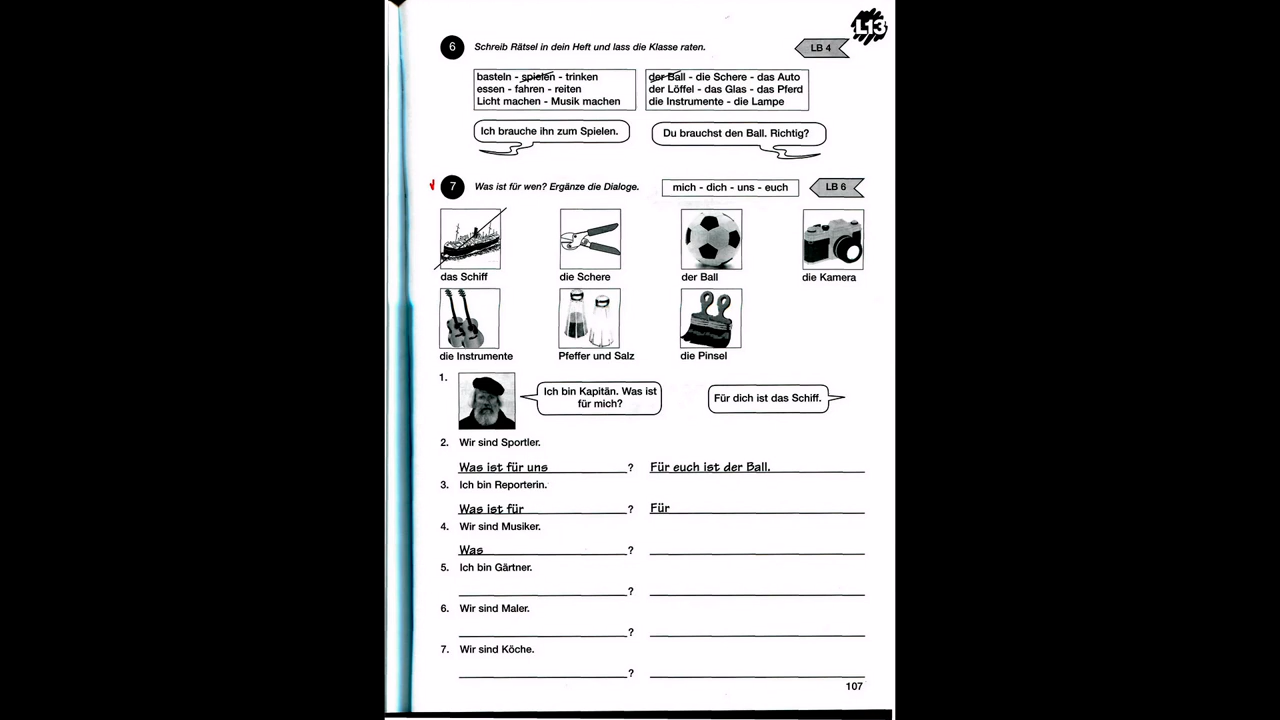 L13
6 Schreib Rätsel in dein Heft und lass die Klasse raten. LB 4
basteln - spielen - trinken
essen - fahren - reiten
Licht machen - Musik machen
der Ball - die Schere - das Auto
der Löffel - das Glas - das Pferd
die Instrumente - die Lampe
Ich brauche ihn zum Spielen.
Du brauchst den Ball. Richtig?
7 Was ist für wen? Ergänze die Dialoge. mich - dich - uns - euch LB 6
das Schiff die Schere der Ball die Kamera
die Instrumente Pfeffer und Salz die Pinsel
1.
Ich bin Kapitän. Was ist
für mich?
Für dich ist das Schiff.
2. Wir sind Sportler.
Was ist für uns ? Für euch ist der Ball.
3. Ich bin Reporterin.
Was ist für ? Für
4. Wir sind Musiker.
Was ?
5. Ich bin Gärtner.
?
6. Wir sind Maler.
?
7. Wir sind Köche.
?
107